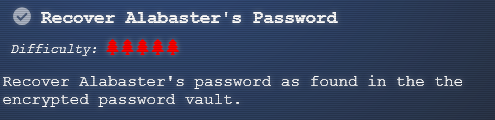 Recover Alabaster's Password
Difficulty:
Recover Alabaster's password as found in the the
encrypted password vault.